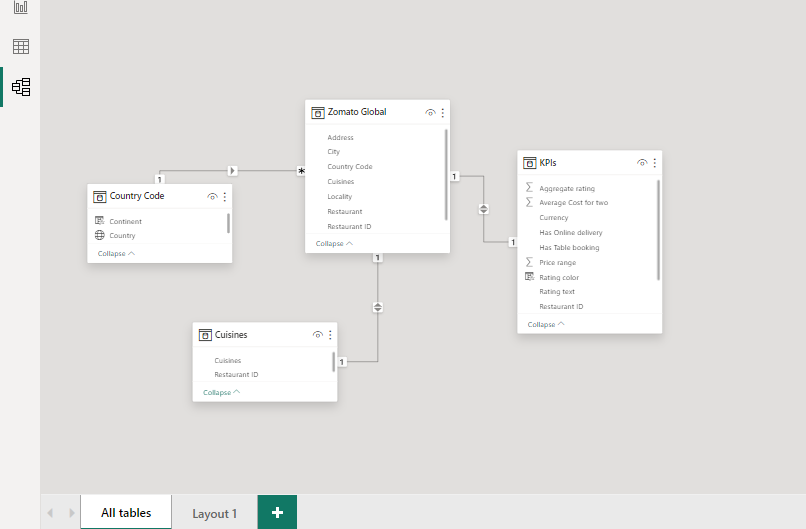 Zomato Global
Address
City
Country Code
Cuisines
Locality
Restaurant
Restaurant ID
Collapse
1
*
1
1
KPIs
Aggregate rating
Average Cost for two
Currency
Has Online delivery
Has Table booking
Price range
Rating color
Rating text
Restaurant ID
Collapse
1
Country Code
Continent
Country
Collapse
1
Cuisines
Cuisines
Restaurant ID
Collapse
1
All tables
Layout 1
+